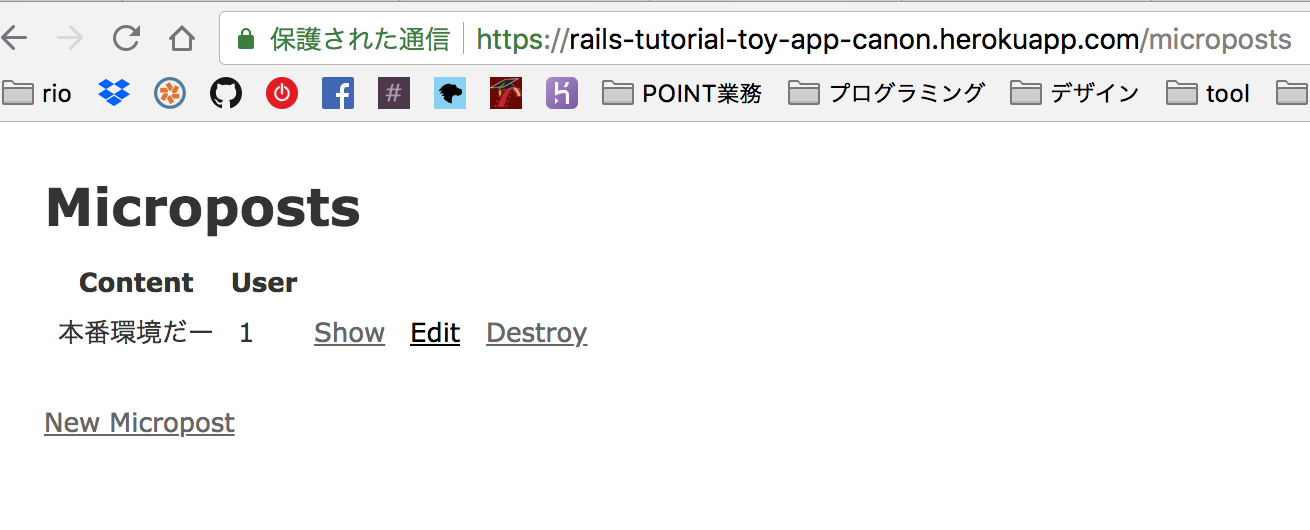 保護された通信 https://rails-tutorial-toy-app-canon.herokuapp.com/microposts
rio # POINT業務 プログラミング デザイン tool
Microposts
Content User
本番環境だー 1 Show Edit Destroy
New Micropost